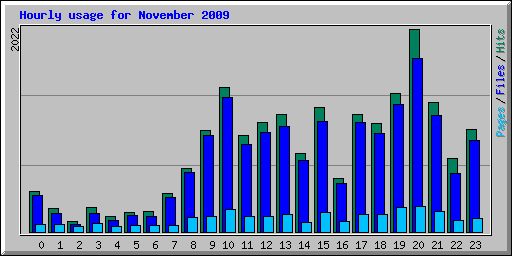 Hourly usage for November 2009
2022
Pages/Files/Hits
0 1 2 3 4 5 6 7 8 9 10 11 12 13 14 15 16 17 18 19 20 21 22 23